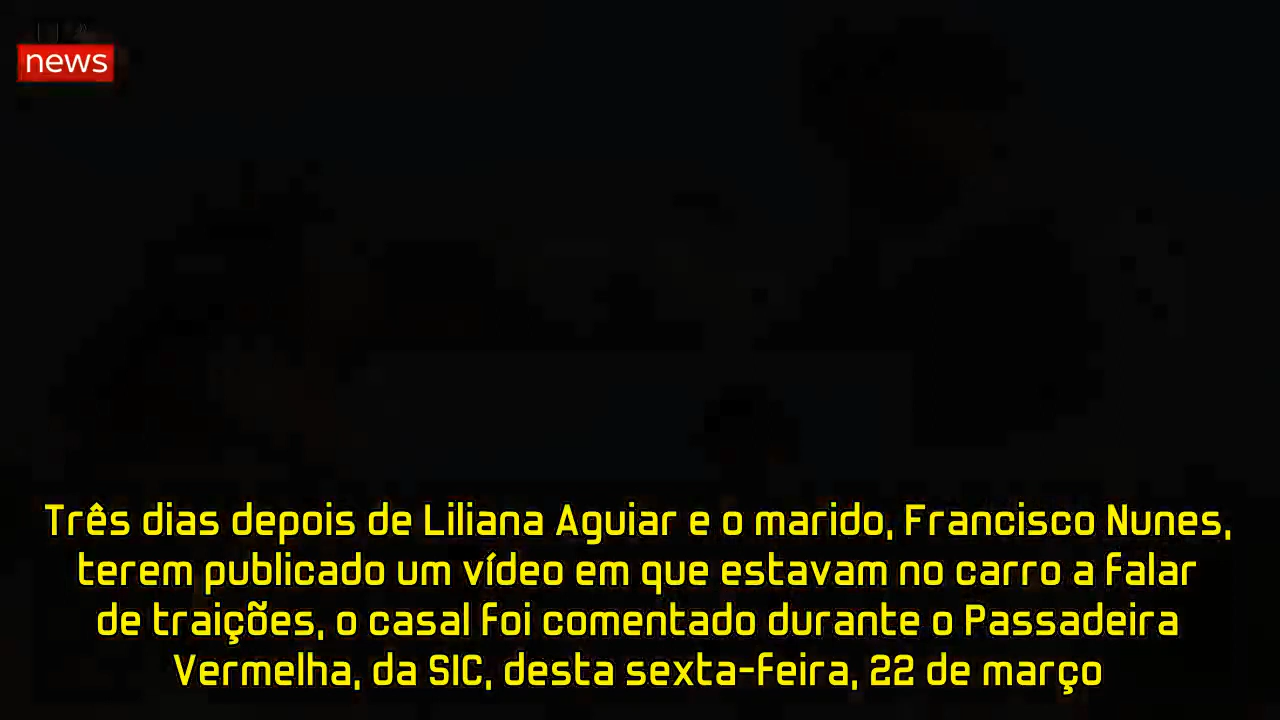 news
Três dias depois de Liliana Aguiar e o marido, Francisco Nunes,
terem publicado um vídeo em que estavam no carro a falar
de traições, o casal foi comentado durante o Passadeira
Vermelha, da SIC, desta sexta-feira, 22 de março